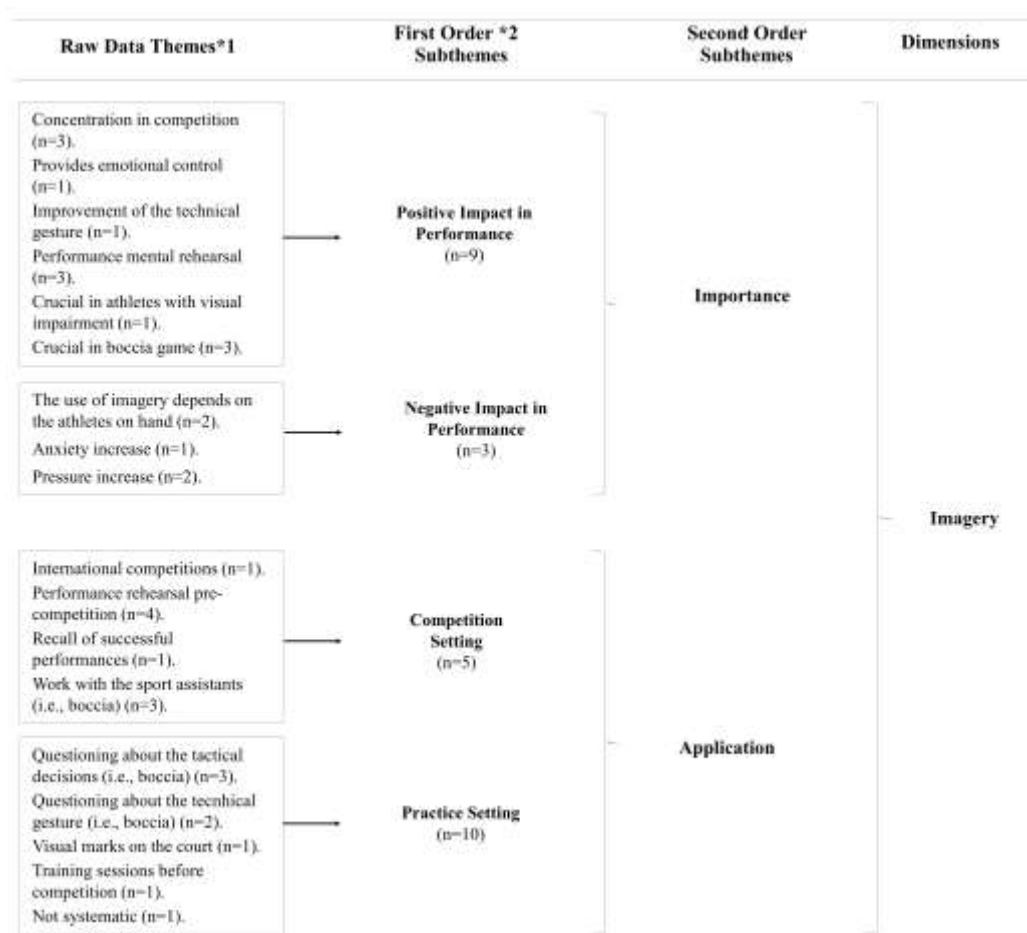 Raw Data Themes*1
First Order *2
Subthemes
Second Order
Subthemes
Dimensions
Concentration in competition
(n=3).
Provides emotional control
(n=1).
Improvement of the technical
gesture (n=1).
Performance mental rehearsal
(n=3).
Crucial in athletes with visual
impairment (n=1).
Crucial in boccia game (n=3).
Positive Impact in
Performance
(n=9)
The use of imagery depends on
the athletes on hand (n=2).
Anxiety increase (n=1).
Pressure increase (n=2).
Negative Impact in
Performance
(n=3)
Importance
International competitions (n=1).
Performance rehearsal pre-
competition (n=4).
Recall of successful
performances (n=1).
Work with the sport assistants
(i.e., boccia) (n=3).
Competition
Setting
(n=5)
Questioning about the tactical
decisions (i.e., boccia) (n=3).
Questioning about the tecnhical
gesture (i.e., boccia) (n=2).
Visual marks on the court (n=1).
Training sessions before
competition (n=1).
Not systematic (n=1).
Practice Setting
(n=10)
Application
Imagery